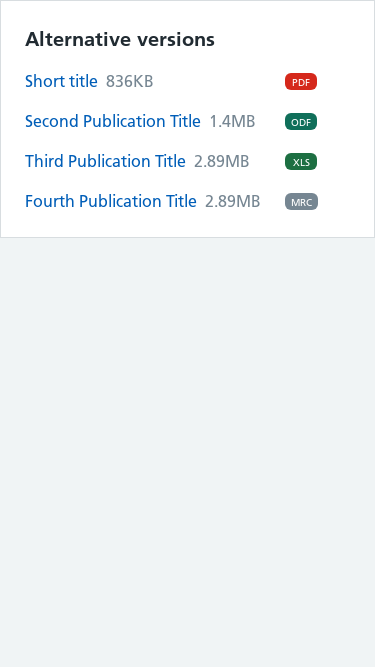 Alternative versions
Short title 836KB PDF
Second Publication Title 1.4MB ODF
Third Publication Title 2.89MB XLS
Fourth Publication Title 2.89MB MRC